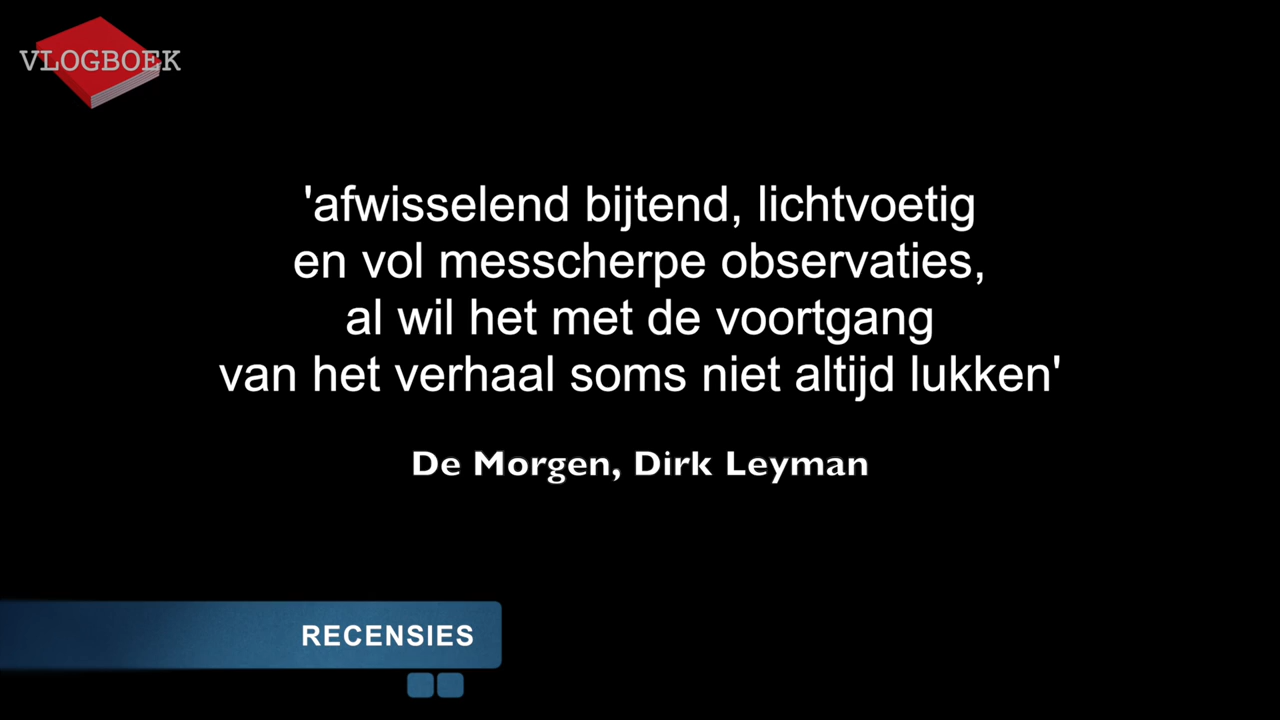 VLOGBOEK
'afwisselend bijtend, lichtvoetig
en vol messcherpe observaties,
al wil het met de voortgang
van het verhaal soms niet altijd lukken'
De Morgen, Dirk Leyman
RECENSIES